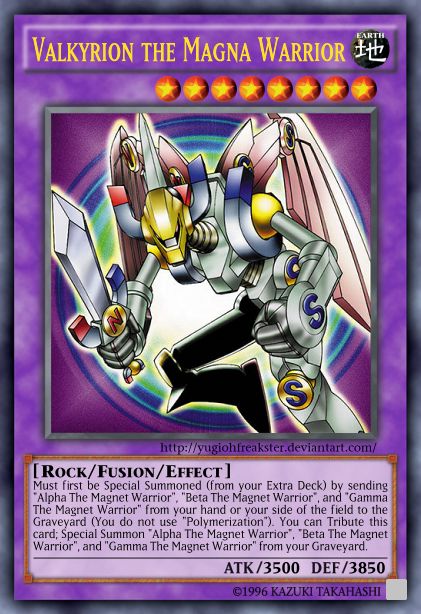 VALKYRION THE MAGNA WARRIOR
EARTH
地
N
C
S
S
http://yugiohfreakster.deviantart.com/
[ROCK/FUSION/EFFECT]
Must first be Special Summoned (from your Extra Deck) by sending
"Alpha The Magnet Warrior", "Beta The Magnet Warrior", and "Gamma
The Magnet Warrior" from your hand or your side of the field to the
Graveyard (You do not use "Polymerization"). You can Tribute this
card; Special Summon "Alpha The Magnet Warrior", "Beta The Magnet
Warrior", and "Gamma The Magnet Warrior" from your Graveyard.
ATK/3500 DEF/3850
©1996 KAZUKI TAKAHASHI